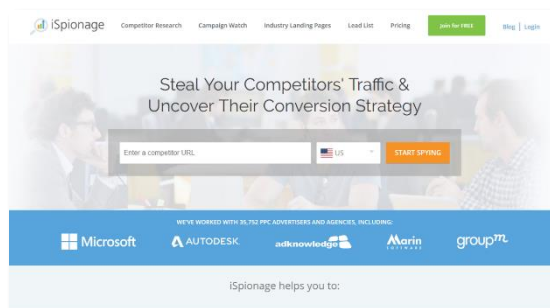 iSpionage
Competitor Research
Campaign Watch
Industry Landing Pages
Lead List
Pricing
Join for FREE
Blog | Login
Steal Your Competitors' Traffic &
Uncover Their Conversion Strategy
Enter a competitor URL
US
START SPYING
WE'VE WORKED WITH 35,752 PPC ADVERTISERS AND AGENCIES, INCLUDING:
Microsoft
AUTODESK
adknowledge
Marin
SOFTWARE
groupm
iSpionage helps you to: